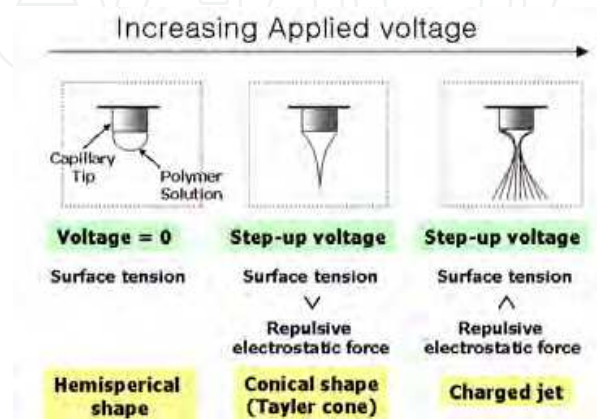 Increasing Applied voltage
Capillary
Tip
Polymer
Solution
Voltage = 0
Step-up voltage
Step-up voltage
Surface tension
Surface tension
Surface tension
>
<
Repulsive
electrostatic force
Repulsive
electrostatic force
Hemisperical
shape
Conical shape
(Tayler cone)
Charged jet